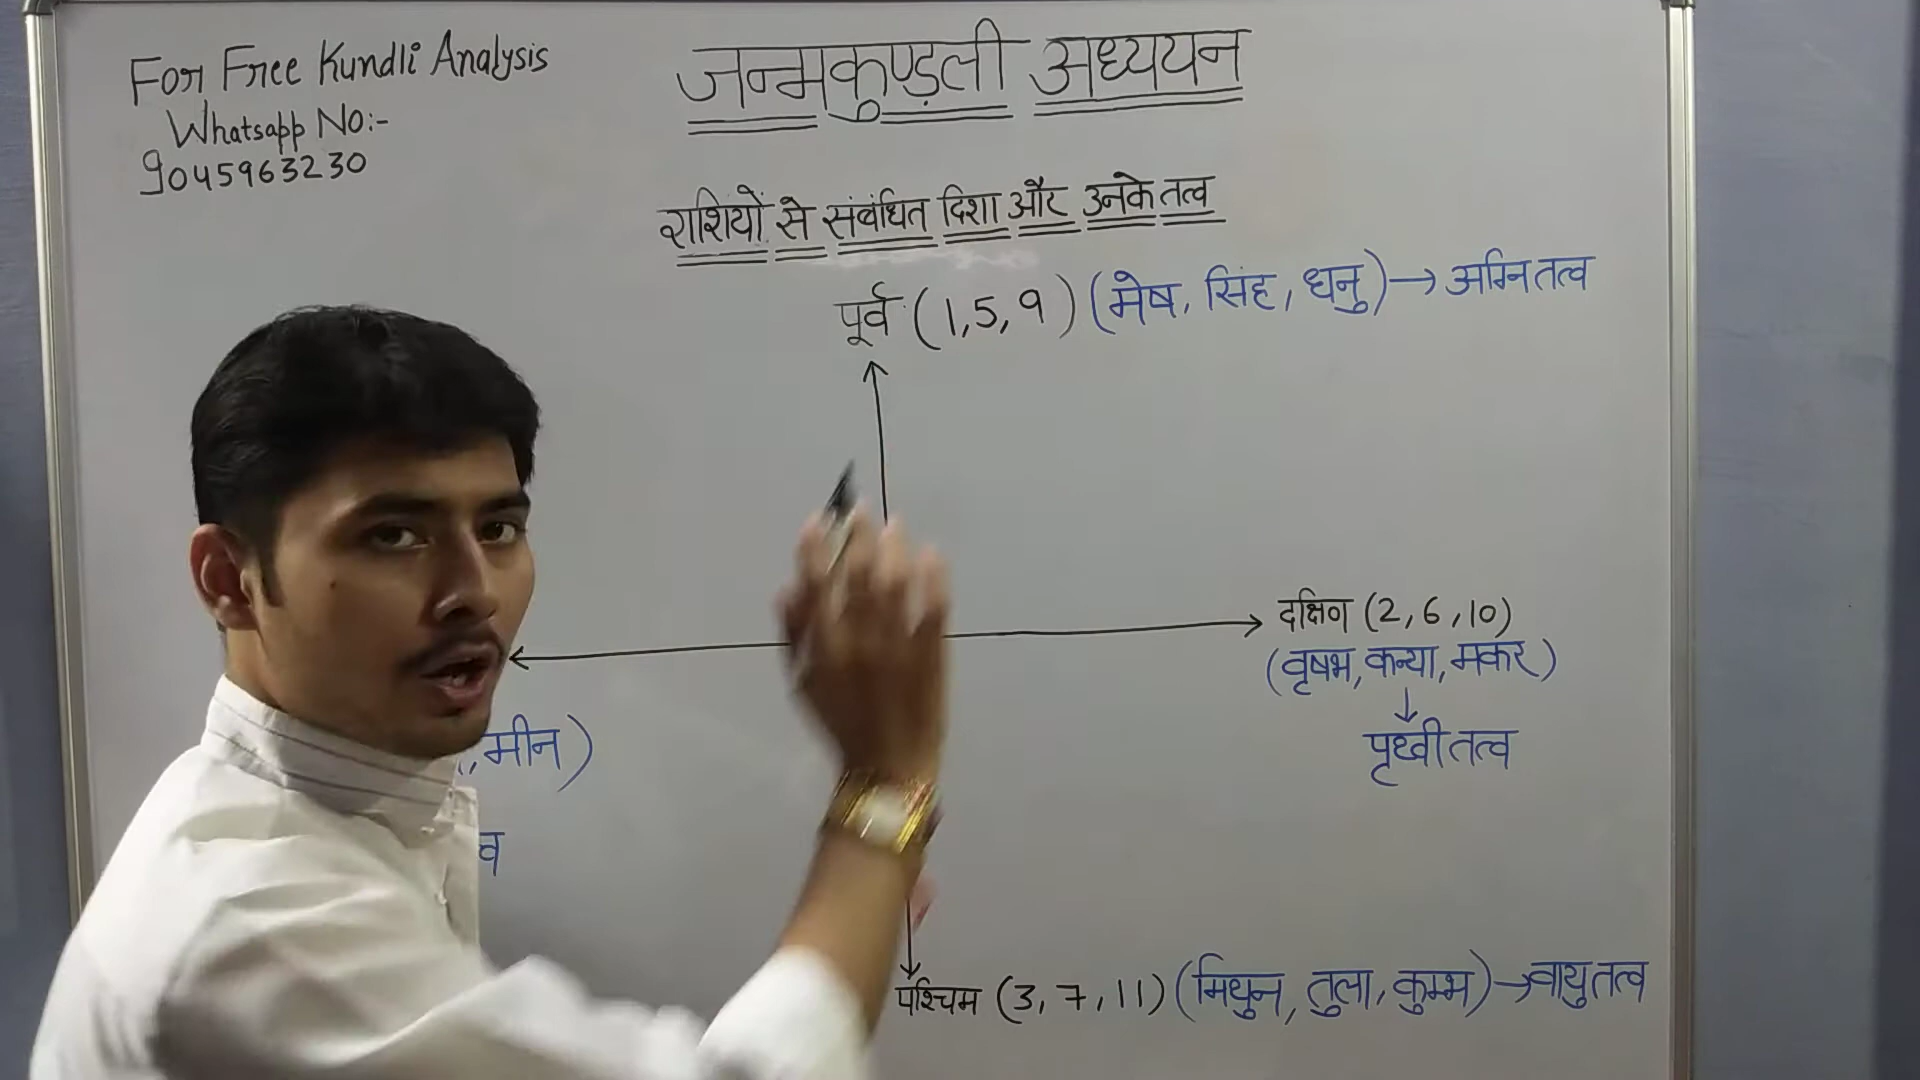 For Free Kundli Analysis
Whatsapp No:-
9045963230
जन्मकुण्डली अध्ययन
राशियों से संबंधित दिशा और उनके तत्व
पूर्व (1,5,9) (मेष, सिंह, धनु) → अग्नि तत्व
दक्षिण (2,6,10)
(वृषभ, कन्या, मकर)
↓
पृथ्वी तत्व
, मीन)
व
पश्चिम (3,7,11) (मिथुन, तुला, कुम्भ) → वायु तत्व